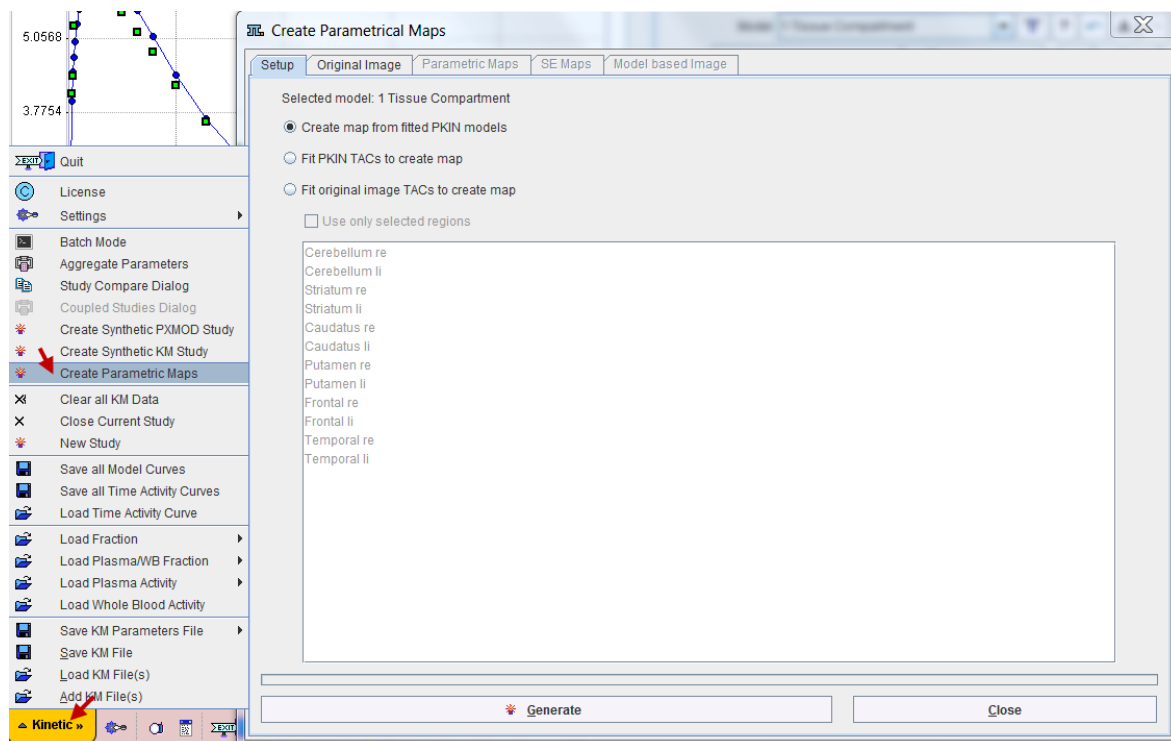 5.0568
3.7754
Quit
License
Settings
Batch Mode
Aggregate Parameters
Study Compare Dialog
Coupled Studies Dialog
Create Synthetic PXMOD Study
Create Synthetic KM Study
Create Parametric Maps
Clear all KM Data
Close Current Study
New Study
Save all Model Curves
Save all Time Activity Curves
Load Time Activity Curve
Load Fraction
Load Plasma/WB Fraction
Load Plasma Activity
Load Whole Blood Activity
Save KM Parameters File
Save KM File
Load KM File(s)
Add KM File(s)
Kinetic »
Create Parametrical Maps
Model 1 Tissue Compartment
Setup Original Image Parametric Maps SE Maps Model based Image
Selected model: 1 Tissue Compartment
Create map from fitted PKIN models
Fit PKIN TACs to create map
Fit original image TACs to create map
Use only selected regions
Cerebellum re
Cerebellum li
Striatum re
Striatum li
Caudatus re
Caudatus li
Putamen re
Putamen li
Frontal re
Frontal li
Temporal re
Temporal li
Generate Close